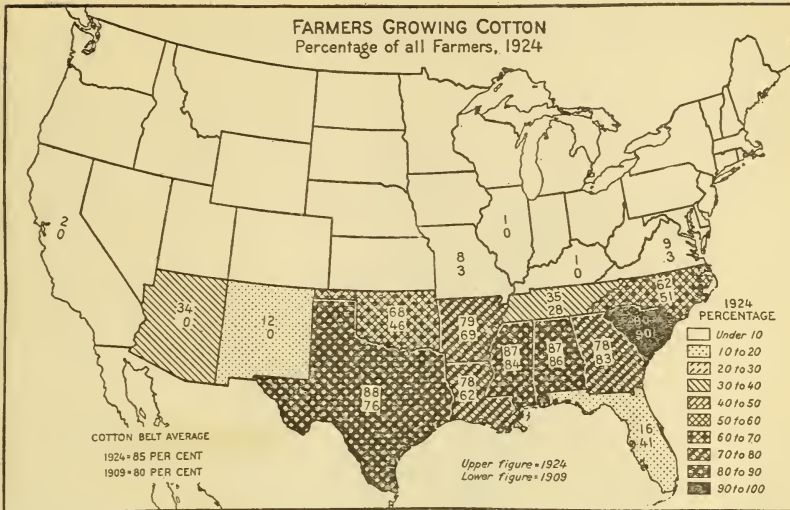 FARMERS GROWING COTTON
Percentage of all Farmers, 1924
2
0
34
0
12
0
68
46
88
76
8
3
79
69
78
62
1
0
1
0
35
28
87
84
87
86
78
83
9
3
62
51
80
90
16
41
1924
PERCENTAGE
Under 10
10 to 20
20 to 30
30 to 40
40 to 50
50 to 60
60 to 70
70 to 80
80 to 90
90 to 100
COTTON BELT AVERAGE
1924=85 PER CENT
1909=80 PER CENT
Upper figure=1924
Lower figure=1909